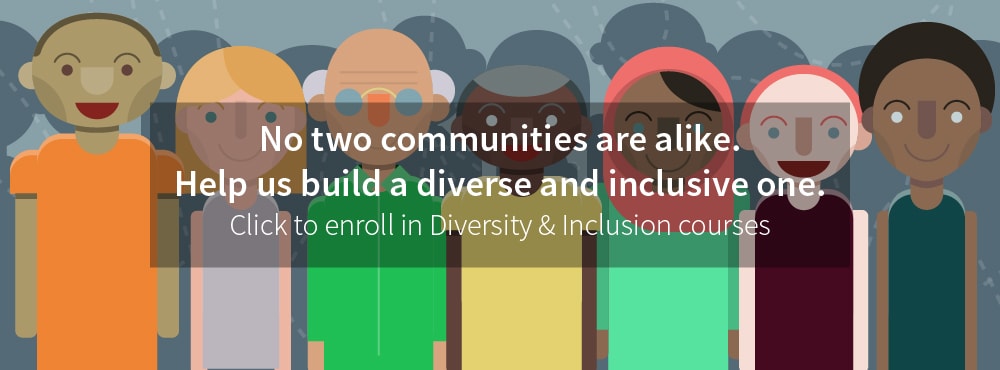 No two communities are alike.
Help us build a diverse and inclusive one.
Click to enroll in Diversity & Inclusion courses